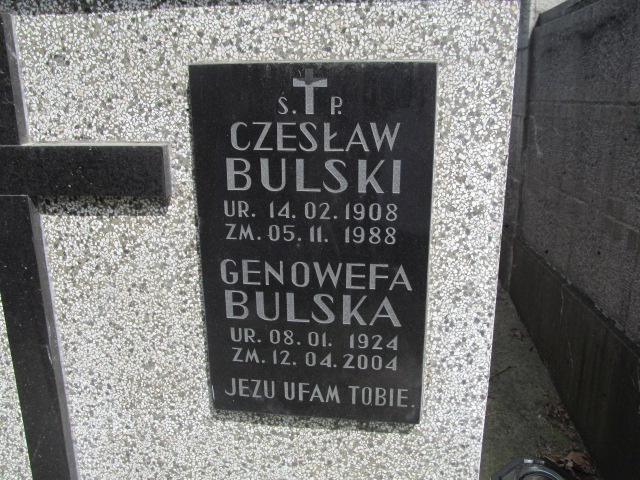 Ś. P.
CZESŁAW
BULSKI
UR. 14. 02. 1908
ZM. 05. 11. 1988
GENOWEFA
BULSKA
UR. 08. 01. 1924
ZM. 12. 04. 2004
JEZU UFAM TOBIE.